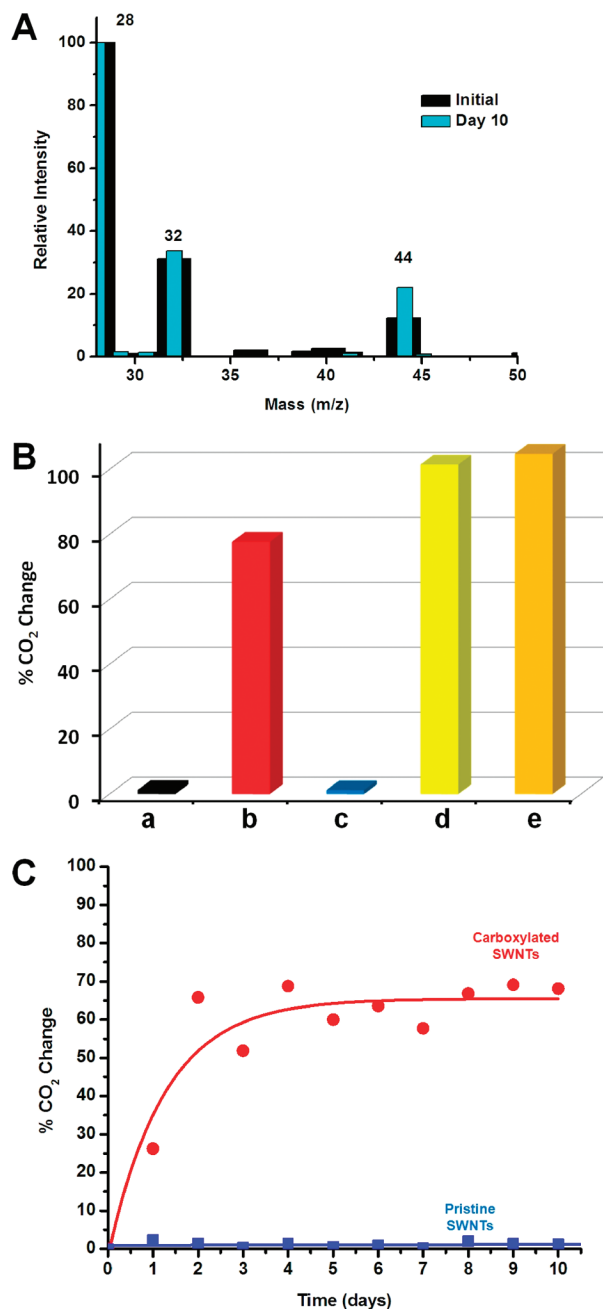 A
28
100
80
60
40
20
0
Relative Intensity
Initial
Day 10
32
44
30 35 40 45 50
Mass (m/z)
B
100
80
60
40
20
0
% CO₂ Change
a b c d e
C
100
90
80
70
60
50
40
30
20
10
0
% CO₂ Change
Carboxylated
SWNTs
Pristine
SWNTs
0 1 2 3 4 5 6 7 8 9 10
Time (days)